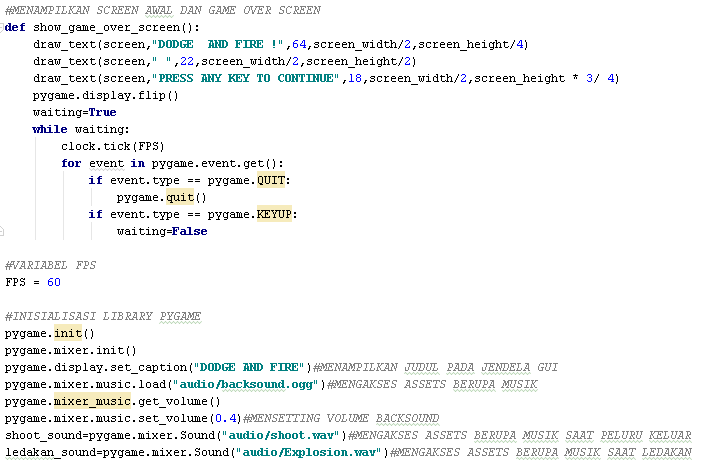 #MENAMPILKAN SCREEN AWAL DAN GAME OVER SCREEN
def show_game_over_screen():
    draw_text(screen,"DODGE  AND FIRE !",64,screen_width/2,screen_height/4)
    draw_text(screen," ",22,screen_width/2,screen_height/2)
    draw_text(screen,"PRESS ANY KEY TO CONTINUE",18,screen_width/2,screen_height * 3/ 4)
    pygame.display.flip()
    waiting=True
    while waiting:
        clock.tick(FPS)
        for event in pygame.event.get():
            if event.type == pygame.QUIT:
                pygame.quit()
            if event.type == pygame.KEYUP:
                waiting=False
#VARIABEL FPS
FPS = 60
#INISIALISASI LIBRARY PYGAME
pygame.init()
pygame.mixer.init()
pygame.display.set_caption("DODGE AND FIRE")#MENAMPILKAN JUDUL PADA JENDELA GUI
pygame.mixer.music.load("audio/backsound.ogg")#MENGAKSES ASSETS BERUPA MUSIK
pygame.mixer_music.get_volume()
pygame.mixer.music.set_volume(0.4)#MENSETTING VOLUME BACKSOUND
shoot_sound=pygame.mixer.Sound("audio/shoot.wav")#MENGAKSES ASSETS BERUPA MUSIK SAAT PELURU KELUAR
ledakan_sound=pygame.mixer.Sound("audio/Explosion.wav")#MENGAKSES ASSETS BERUPA MUSIK SAAT LEDAKAN